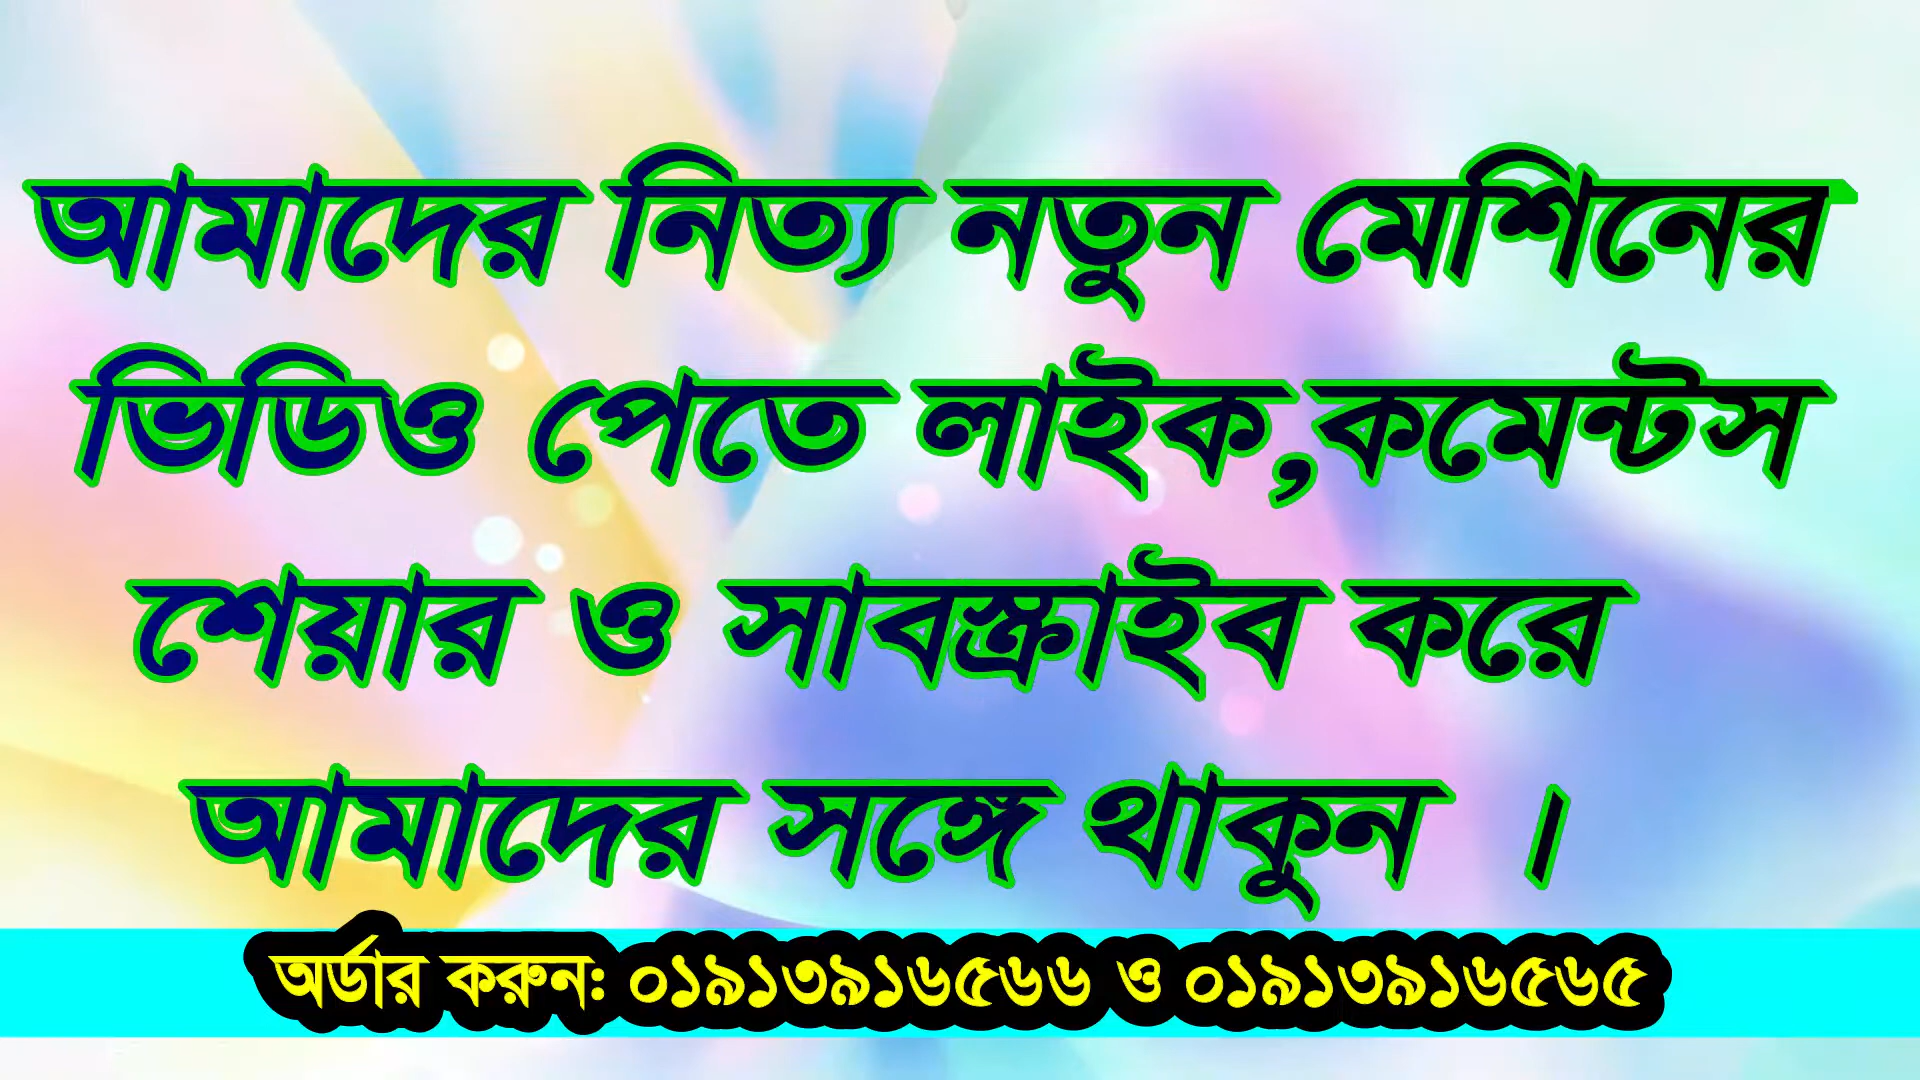 আমাদের নিত্য নতুন মেশিনের
ভিডিও পেতে লাইক,কমেন্টস
শেয়ার ও সাবস্ক্রাইব করে
আমাদের সঙ্গে থাকুন ।
অর্ডার করুন: ০১৯১৩৯১৬৫৬৬ ও ০১৯১৩৯১৬৫৬৫